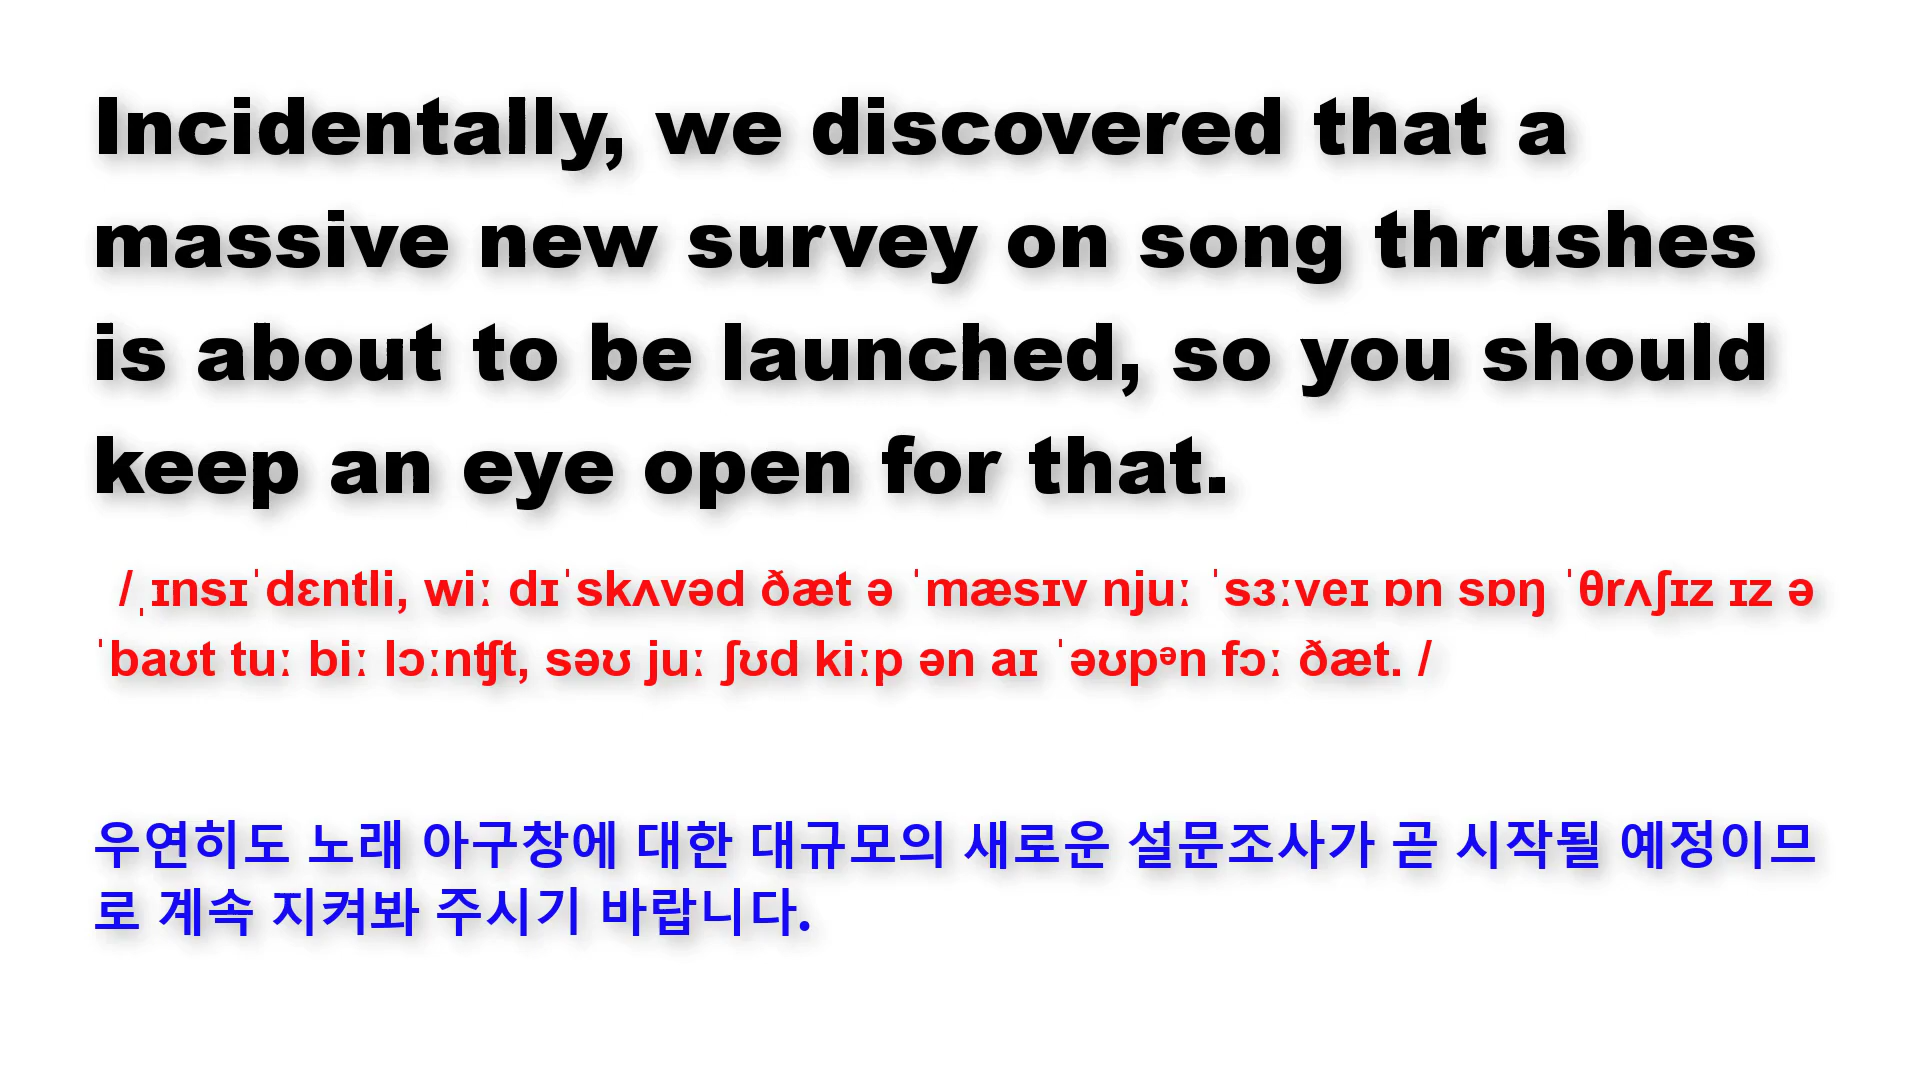 Incidentally, we discovered that a
massive new survey on song thrushes
is about to be launched, so you should
keep an eye open for that.
/ˌɪnsɪˈdɛntli, wiː dɪˈskʌvəd ðæt ə ˈmæsɪv njuː ˈsɜːveɪ ɒn sɒŋ ˈθrʌʃɪz ɪz ə
ˈbaʊt tuː biː lɔːnʧt, səʊ juː ʃʊd kiːp ən aɪ ˈəʊpᵊn fɔː ðæt. /
우연히도 노래 아구창에 대한 대규모의 새로운 설문조사가 곧 시작될 예정이므
로 계속 지켜봐 주시기 바랍니다.